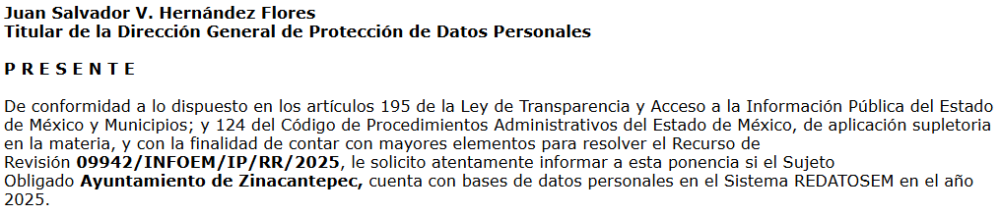 Juan Salvador V. Hernández Flores
Titular de la Dirección General de Protección de Datos Personales
P R E S E N T E
De conformidad a lo dispuesto en los artículos 195 de la Ley de Transparencia y Acceso a la Información Pública del Estado
de México y Municipios; y 124 del Código de Procedimientos Administrativos del Estado de México, de aplicación supletoria
en la materia, y con la finalidad de contar con mayores elementos para resolver el Recurso de
Revisión 09942/INFOEM/IP/RR/2025, le solicito atentamente informar a esta ponencia si el Sujeto
Obligado Ayuntamiento de Zinacantepec, cuenta con bases de datos personales en el Sistema REDATOSEM en el año
2025.